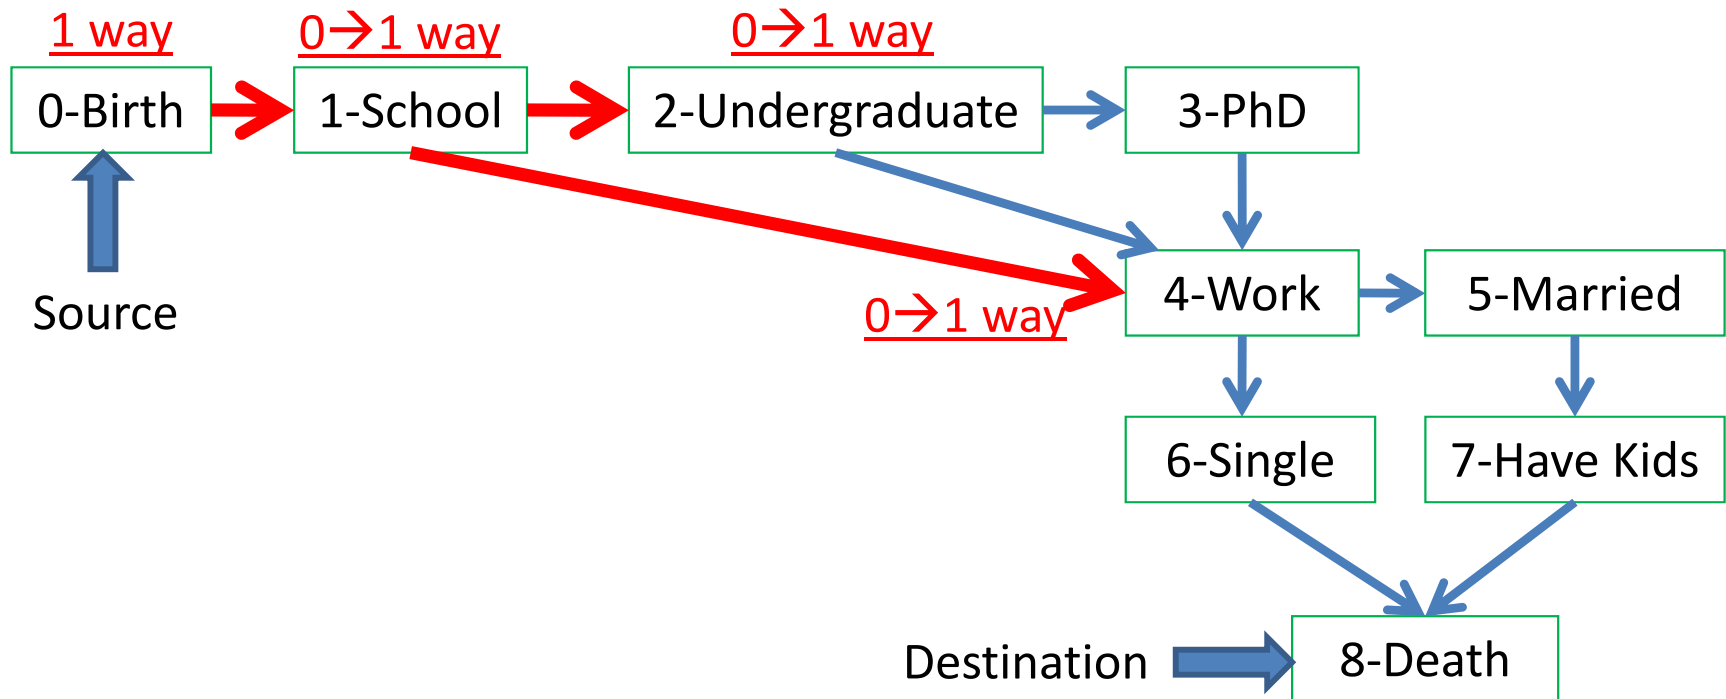 1 way
0→1 way
0→1 way
0-Birth
1-School
2-Undergraduate
3-PhD
Source
0→1 way
4-Work
5-Married
6-Single
7-Have Kids
Destination
8-Death